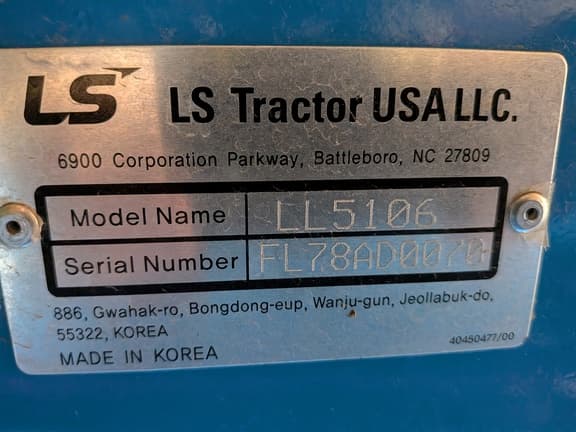 LS LS Tractor USA LLC.
6900 Corporation Parkway, Battleboro, NC 27809
Model Name LL5106
Serial Number FL78AD0070
886, Gwahak-ro, Bongdong-eup, Wanju-gun, Jeollabuk-do,
55322, KOREA
MADE IN KOREA
40450477/00